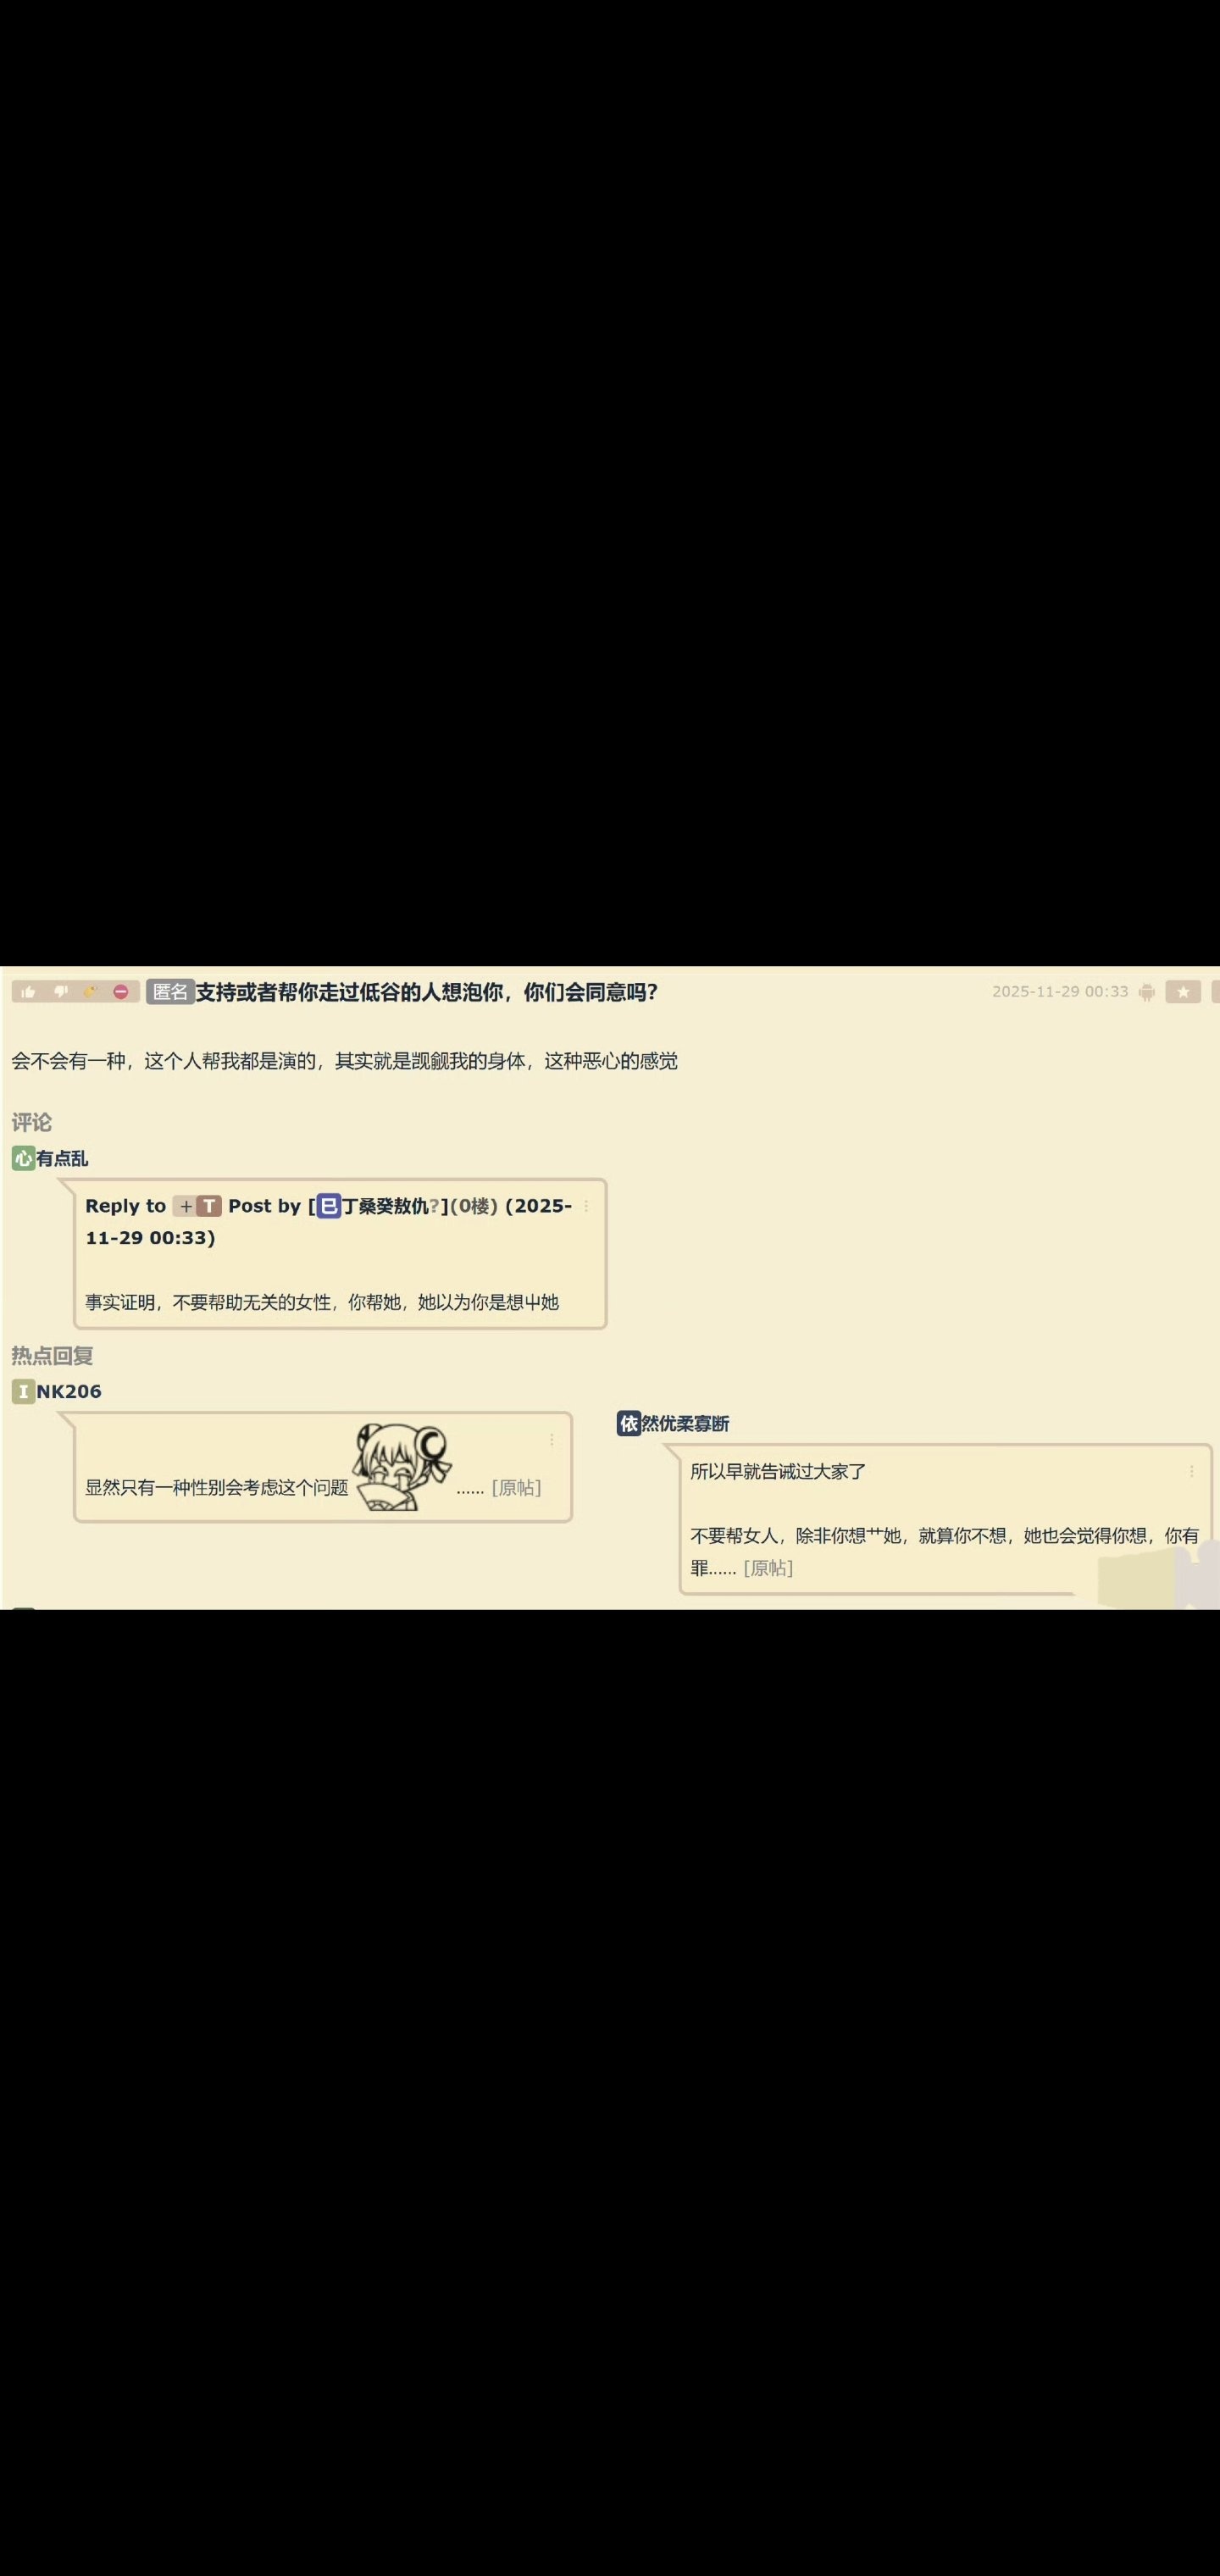 匿名 支持或者帮你走过低谷的人想泡你，你们会同意吗？ 2025-11-29 00:33
会不会有一种，这个人帮我都是演的，其实就是觊觎我的身体，这种恶心的感觉
评论
心有点乱
Reply to +T Post by [巳丁桑癸敖仇?](0楼) (2025-
11-29 00:33)
事实证明，不要帮助无关的女性，你帮她，她以为你是想屮她
热点回复
INK206
显然只有一种性别会考虑这个问题 ...... [原帖]
依然优柔寡断
所以早就告诫过大家了
不要帮女人，除非你想艹她，就算你不想，她也会觉得你想，你有
罪...... [原帖]